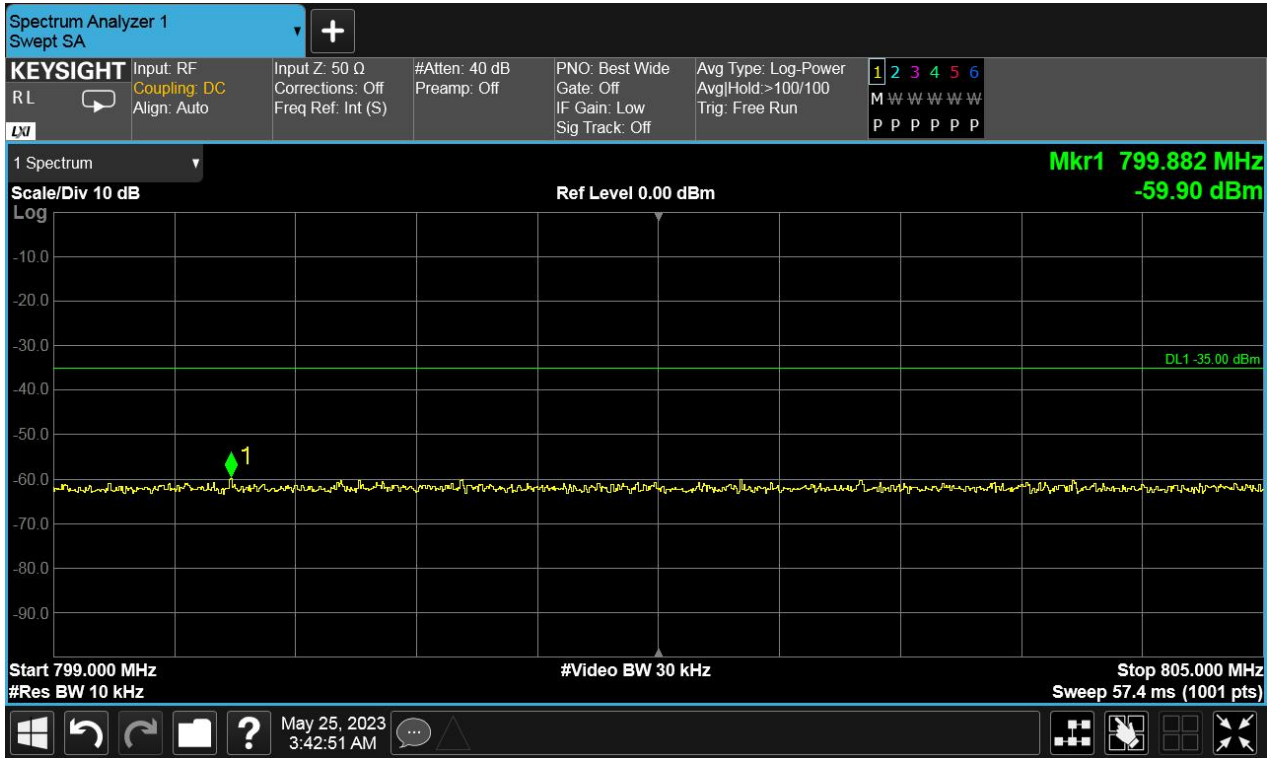 Spectrum Analyzer 1
Swept SA
KEYSIGHT
R L
LXI
Input: RF
Coupling: DC
Align: Auto
Input Z: 50 Ω
Corrections: Off
Freq Ref: Int (S)
#Atten: 40 dB
Preamp: Off
PNO: Best Wide
Gate: Off
IF Gain: Low
Sig Track: Off
Avg Type: Log-Power
Avg|Hold:>100/100
Trig: Free Run
1 2 3 4 5 6
M W W W W W
P P P P P P
1 Spectrum
Mkr1 799.882 MHz
-59.90 dBm
Scale/Div 10 dB
Ref Level 0.00 dBm
Log
-10.0
-20.0
-30.0
DL1 -35.00 dBm
-40.0
-50.0
1
-60.0
-70.0
-80.0
-90.0
Start 799.000 MHz
#Video BW 30 kHz
Stop 805.000 MHz
#Res BW 10 kHz
Sweep 57.4 ms (1001 pts)
May 25, 2023
3:42:51 AM